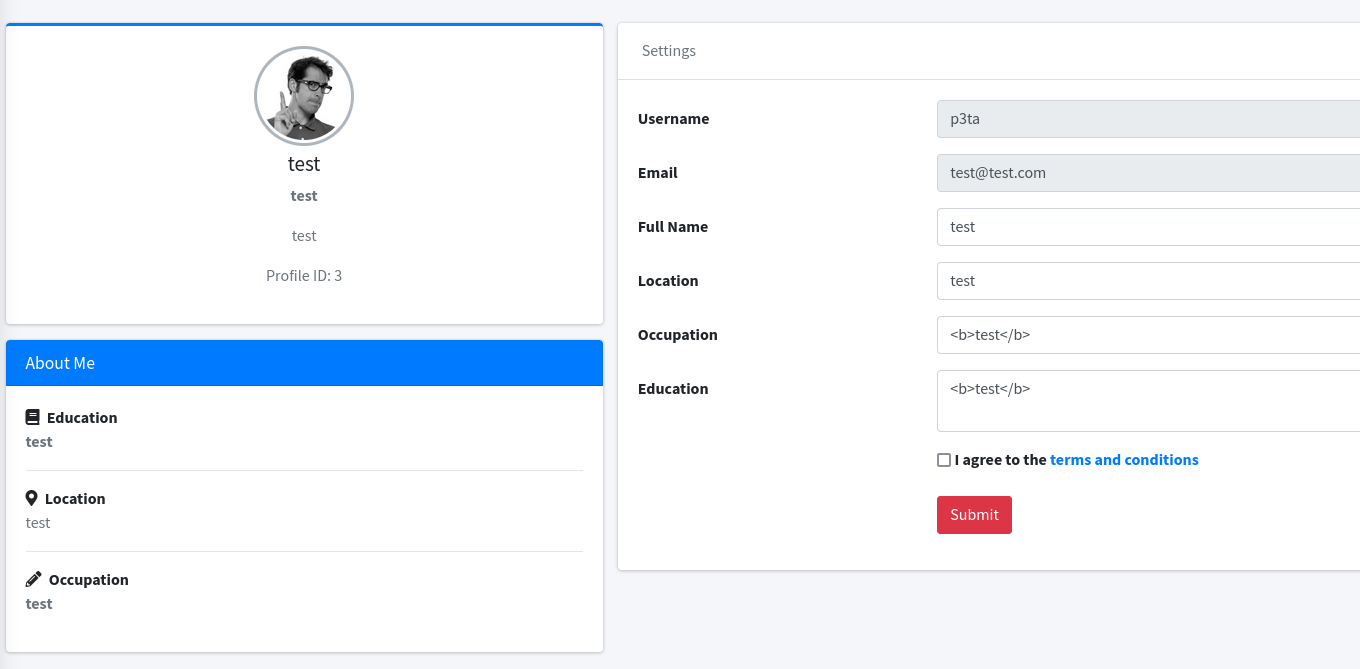 test
test
test
Profile ID: 3
About Me
Education
test
Location
test
Occupation
test
Settings
Username
p3ta
Email
test@test.com
Full Name
test
Location
test
Occupation
<b>test</b>
Education
<b>test</b>
I agree to the terms and conditions
Submit